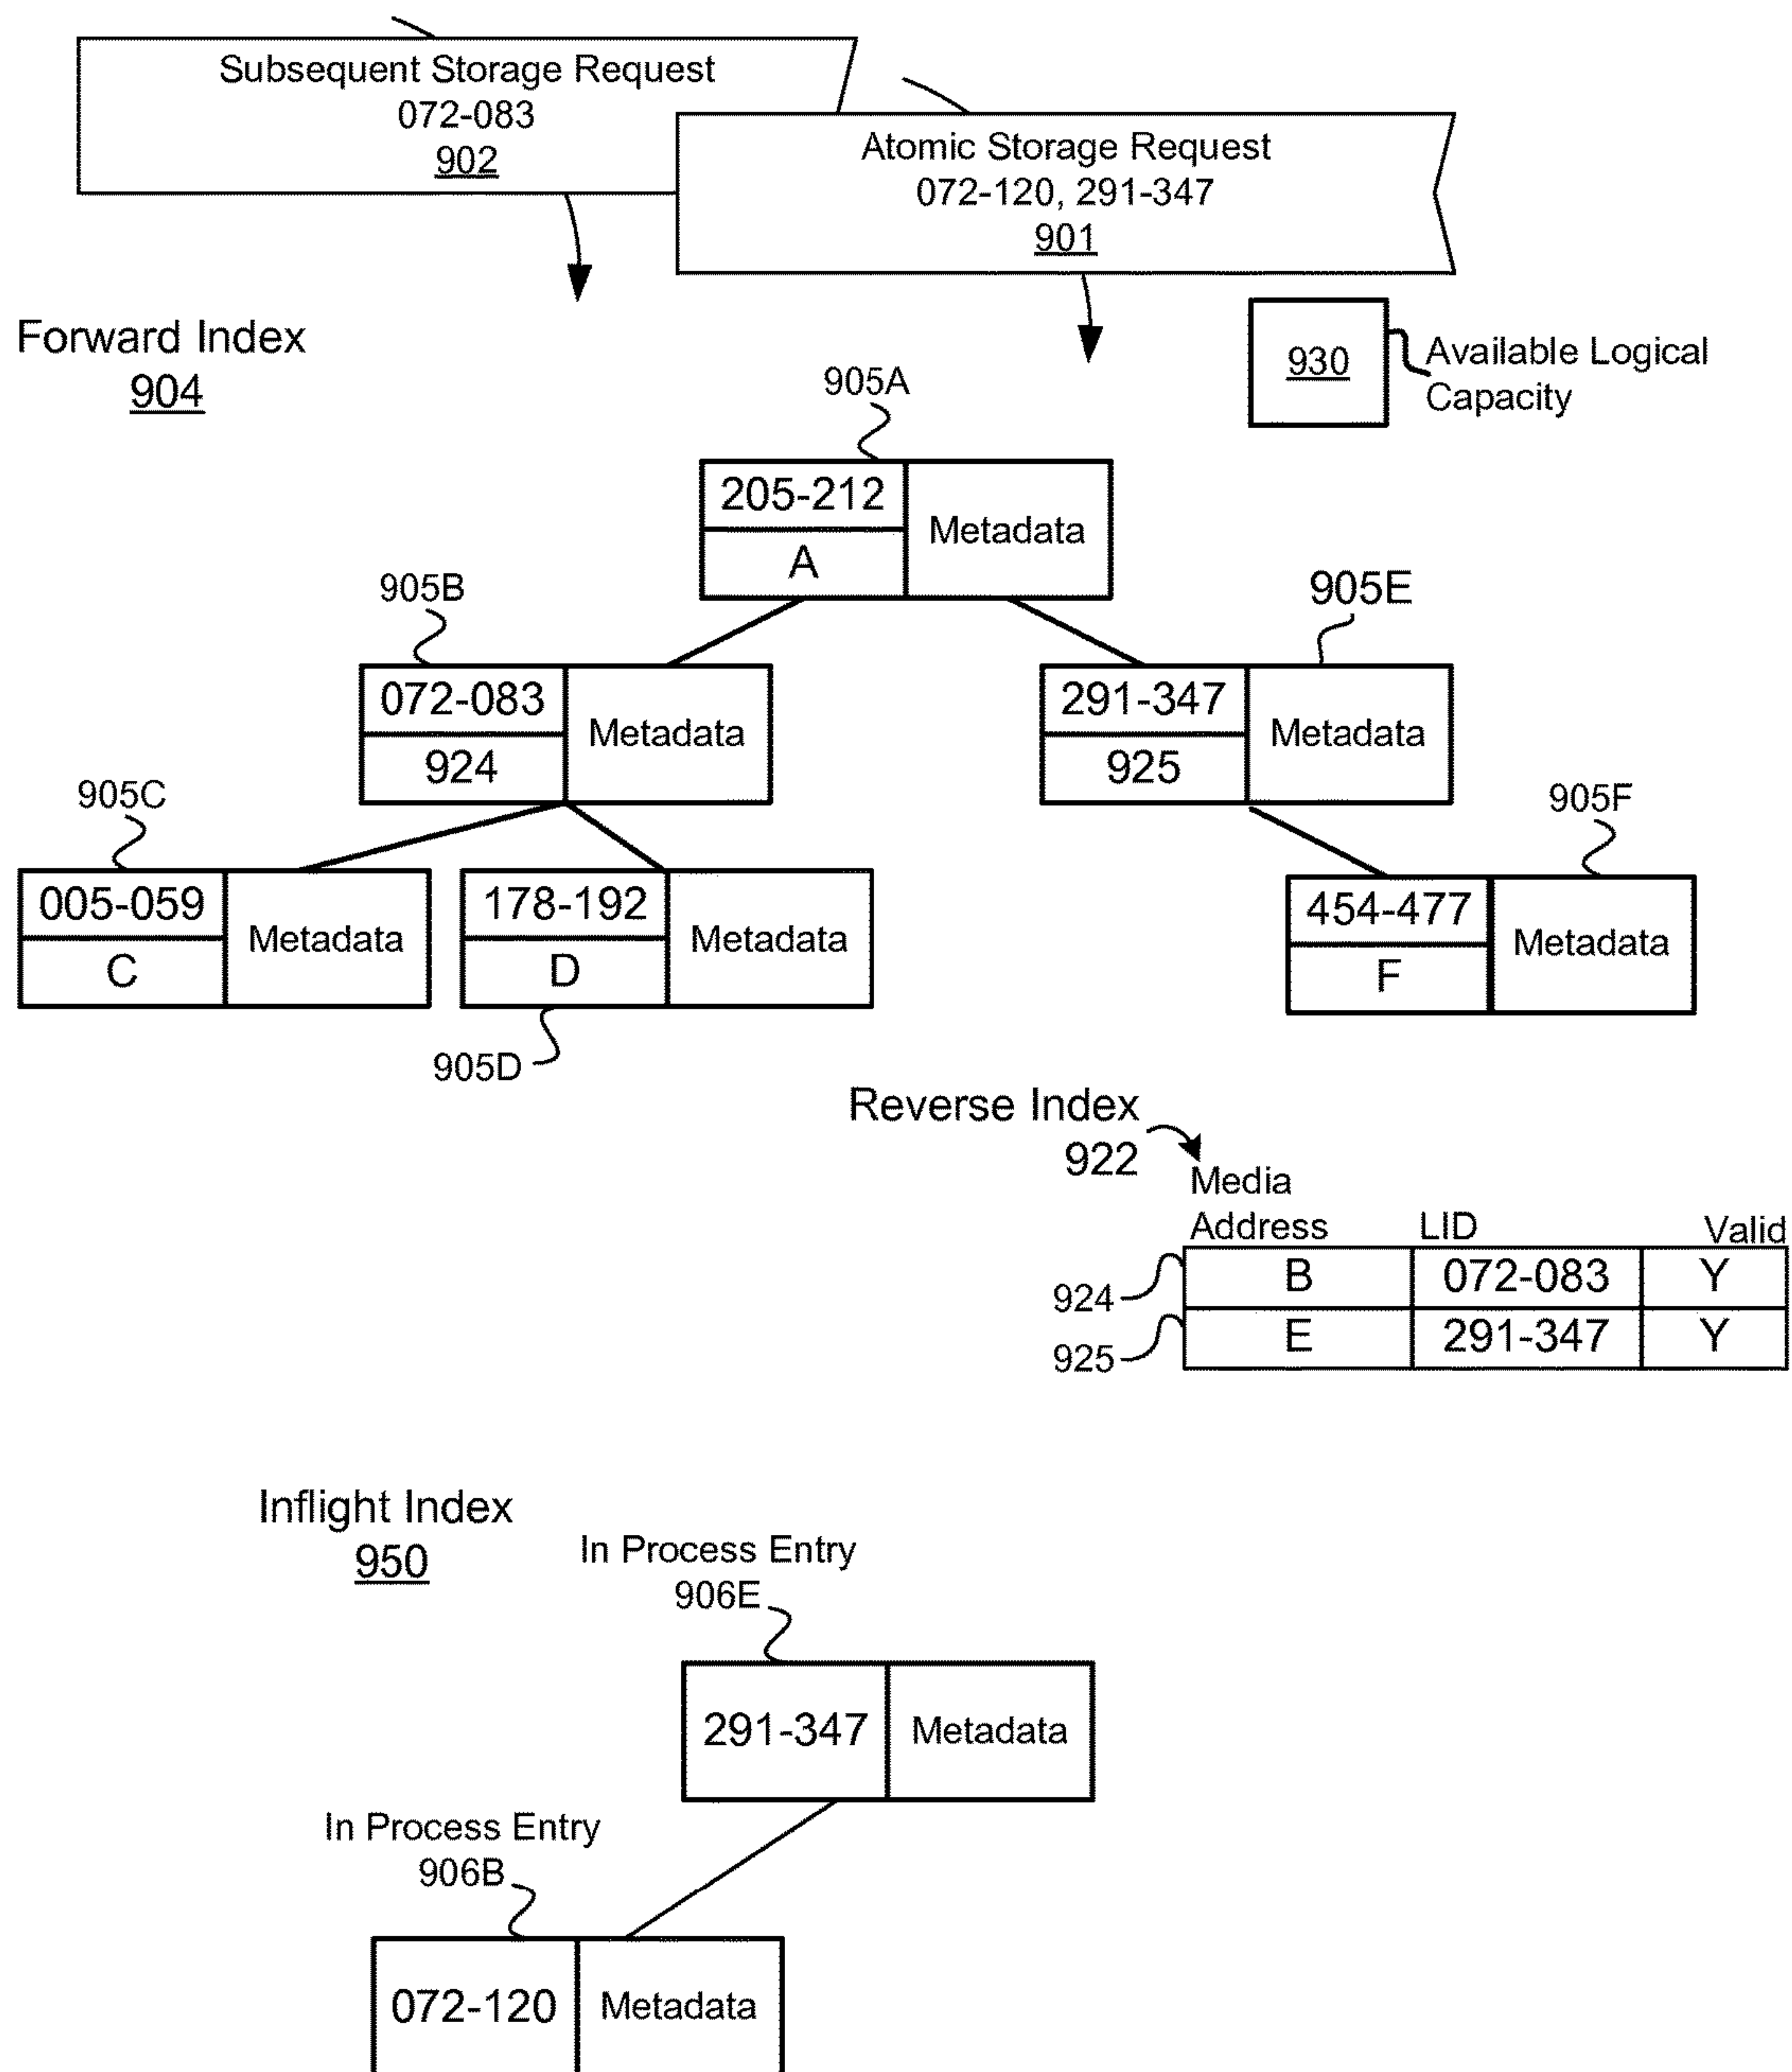 Subsequent Storage Request
072-083
902
Atomic Storage Request
072-120, 291-347
901
Forward Index
904
930
Available Logical
Capacity
905A
205-212
Metadata
A
905B
072-083
Metadata
924
905E
291-347
Metadata
925
905C
005-059
Metadata
C
178-192
Metadata
D
905D
905F
454-477
Metadata
F
Reverse Index
922
Media
Address LID Valid
924 B 072-083 Y
925 E 291-347 Y
Inflight Index
950
In Process Entry
906E
291-347 Metadata
In Process Entry
906B
072-120 Metadata